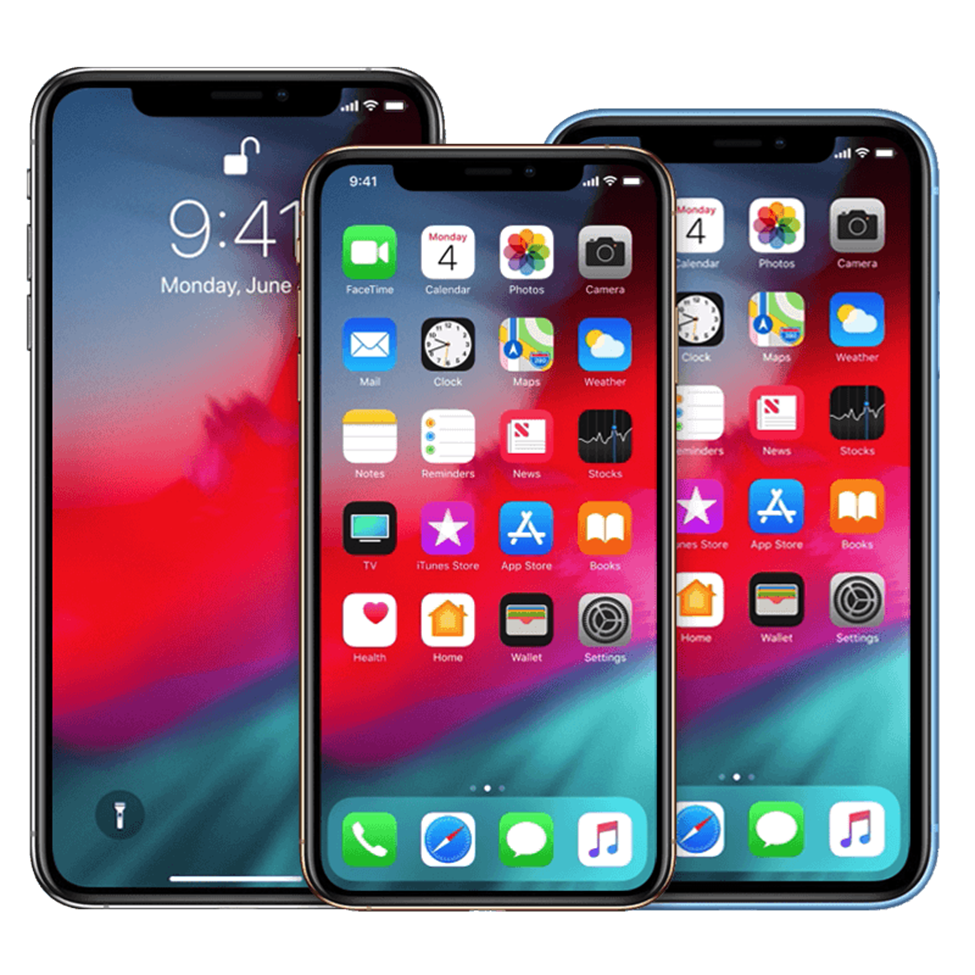 9:41
Monday, June
9:41
Monday
4
FaceTime Calendar Photos Camera
Mail Clock Maps Weather
Notes Reminders News Stocks
TV iTunes Store App Store Books
Health Home Wallet Settings
Monday
4
Calendar Photos Camera
Clock Maps Weather
eminders News Stocks
nes Store App Store Books
Home Wallet Settings